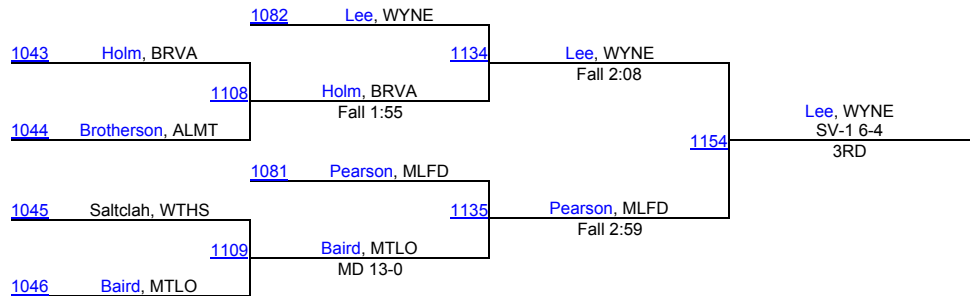 1082 Lee, WYNE
1043 Holm, BRVA
1134 Lee, WYNE
Fall 2:08
1108 Holm, BRVA
Fall 1:55
Lee, WYNE
SV-1 6-4
3RD
1044 Brotherson, ALMT
1154
1081 Pearson, MLFD
1045 Saltclah, WTHS
1135 Pearson, MLFD
Fall 2:59
1109 Baird, MTLO
MD 13-0
1046 Baird, MTLO